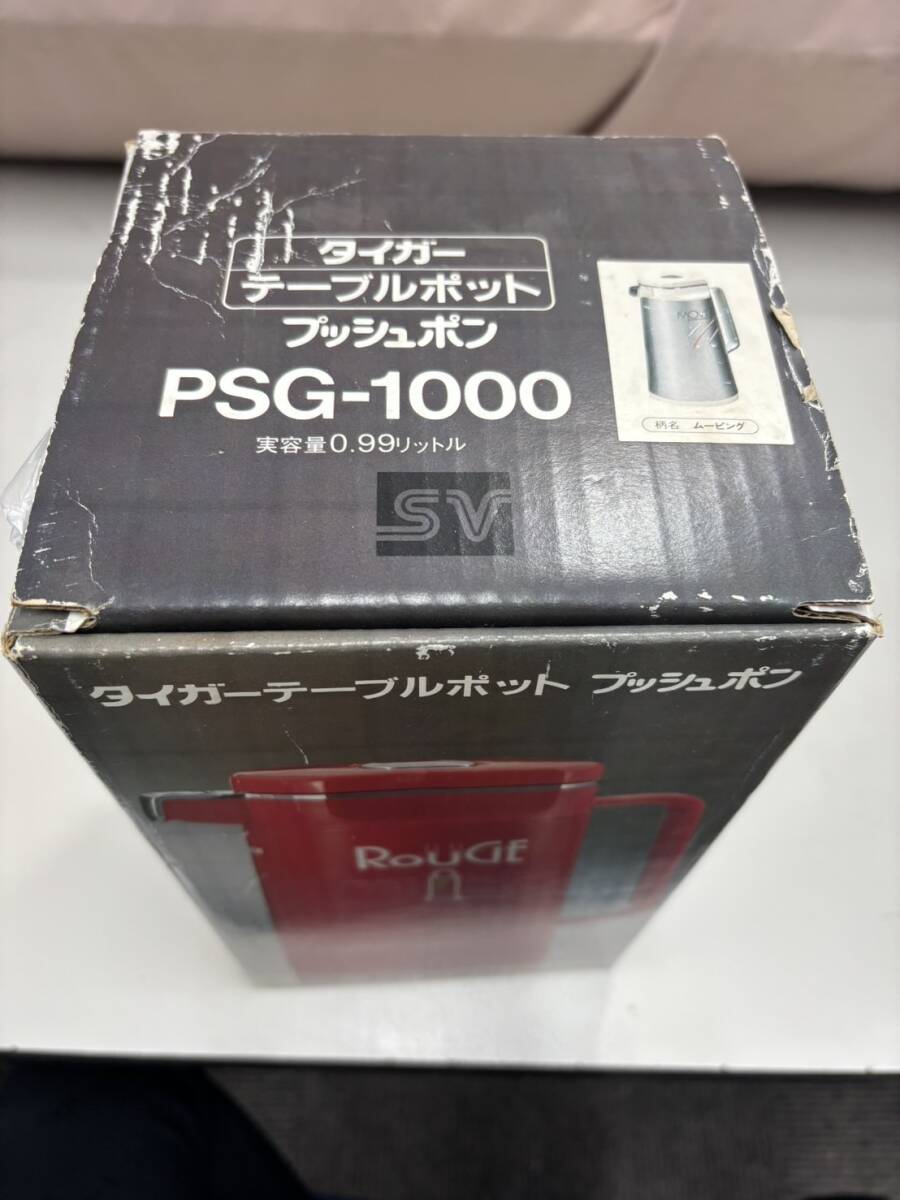 タイガー
テーブルポット
プッシュポン
PSG-1000
実容量0.99リットル
柄名 ムービング
SV
タイガーテーブルポット プッシュポン
RouGE